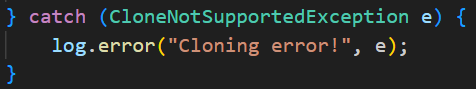 } catch (CloneNotSupportedException e) {
    log.error("Cloning error!", e);
}